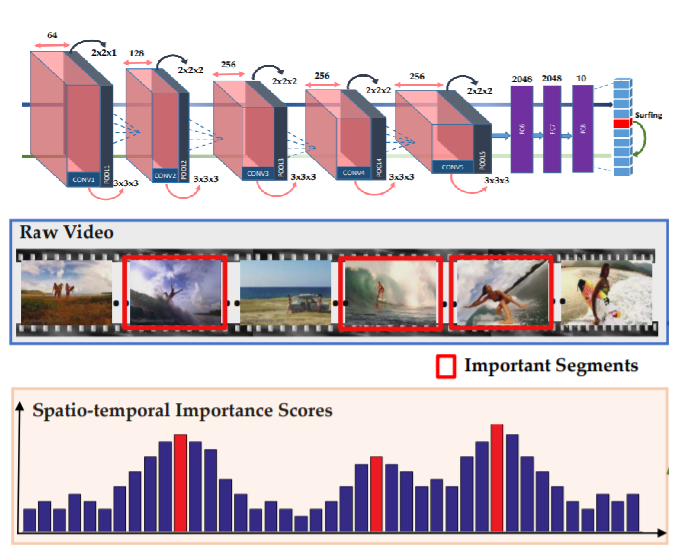 64
2x2x1
128
2x2x2
256
2x2x2
256
2x2x2
256
2x2x2
2048
2048
10
CONV1
POOL1
3x3x3
CONV2
POOL2
3x3x3
CONV3
POOL3
3x3x3
CONV4
POOL4
3x3x3
CONV5
POOL5
3x3x3
FC6
FC7
FC8
Surfing
Raw Video
Important Segments
Spatio-temporal Importance Scores